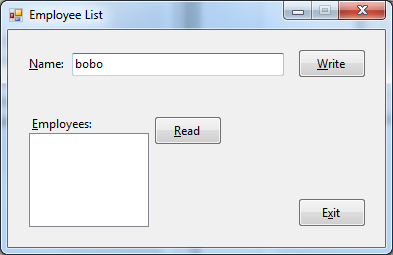 Employee List
Name: bobo Write
Employees: Read
Exit